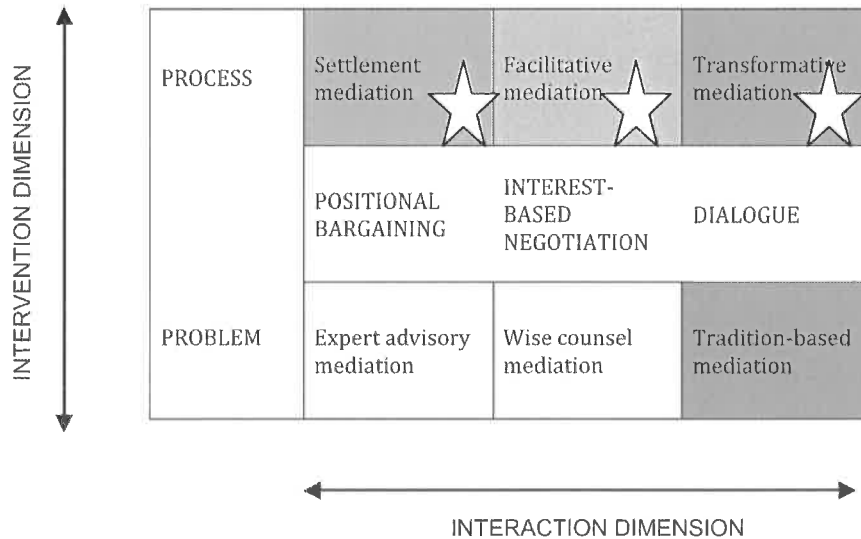 INTERVENTION DIMENSION
PROCESS
Settlement
mediation
Facilitative
mediation
Transformative
mediation
POSITIONAL
BARGAINING
INTEREST-
BASED
NEGOTIATION
DIALOGUE
PROBLEM
Expert advisory
mediation
Wise counsel
mediation
Tradition-based
mediation
INTERACTION DIMENSION